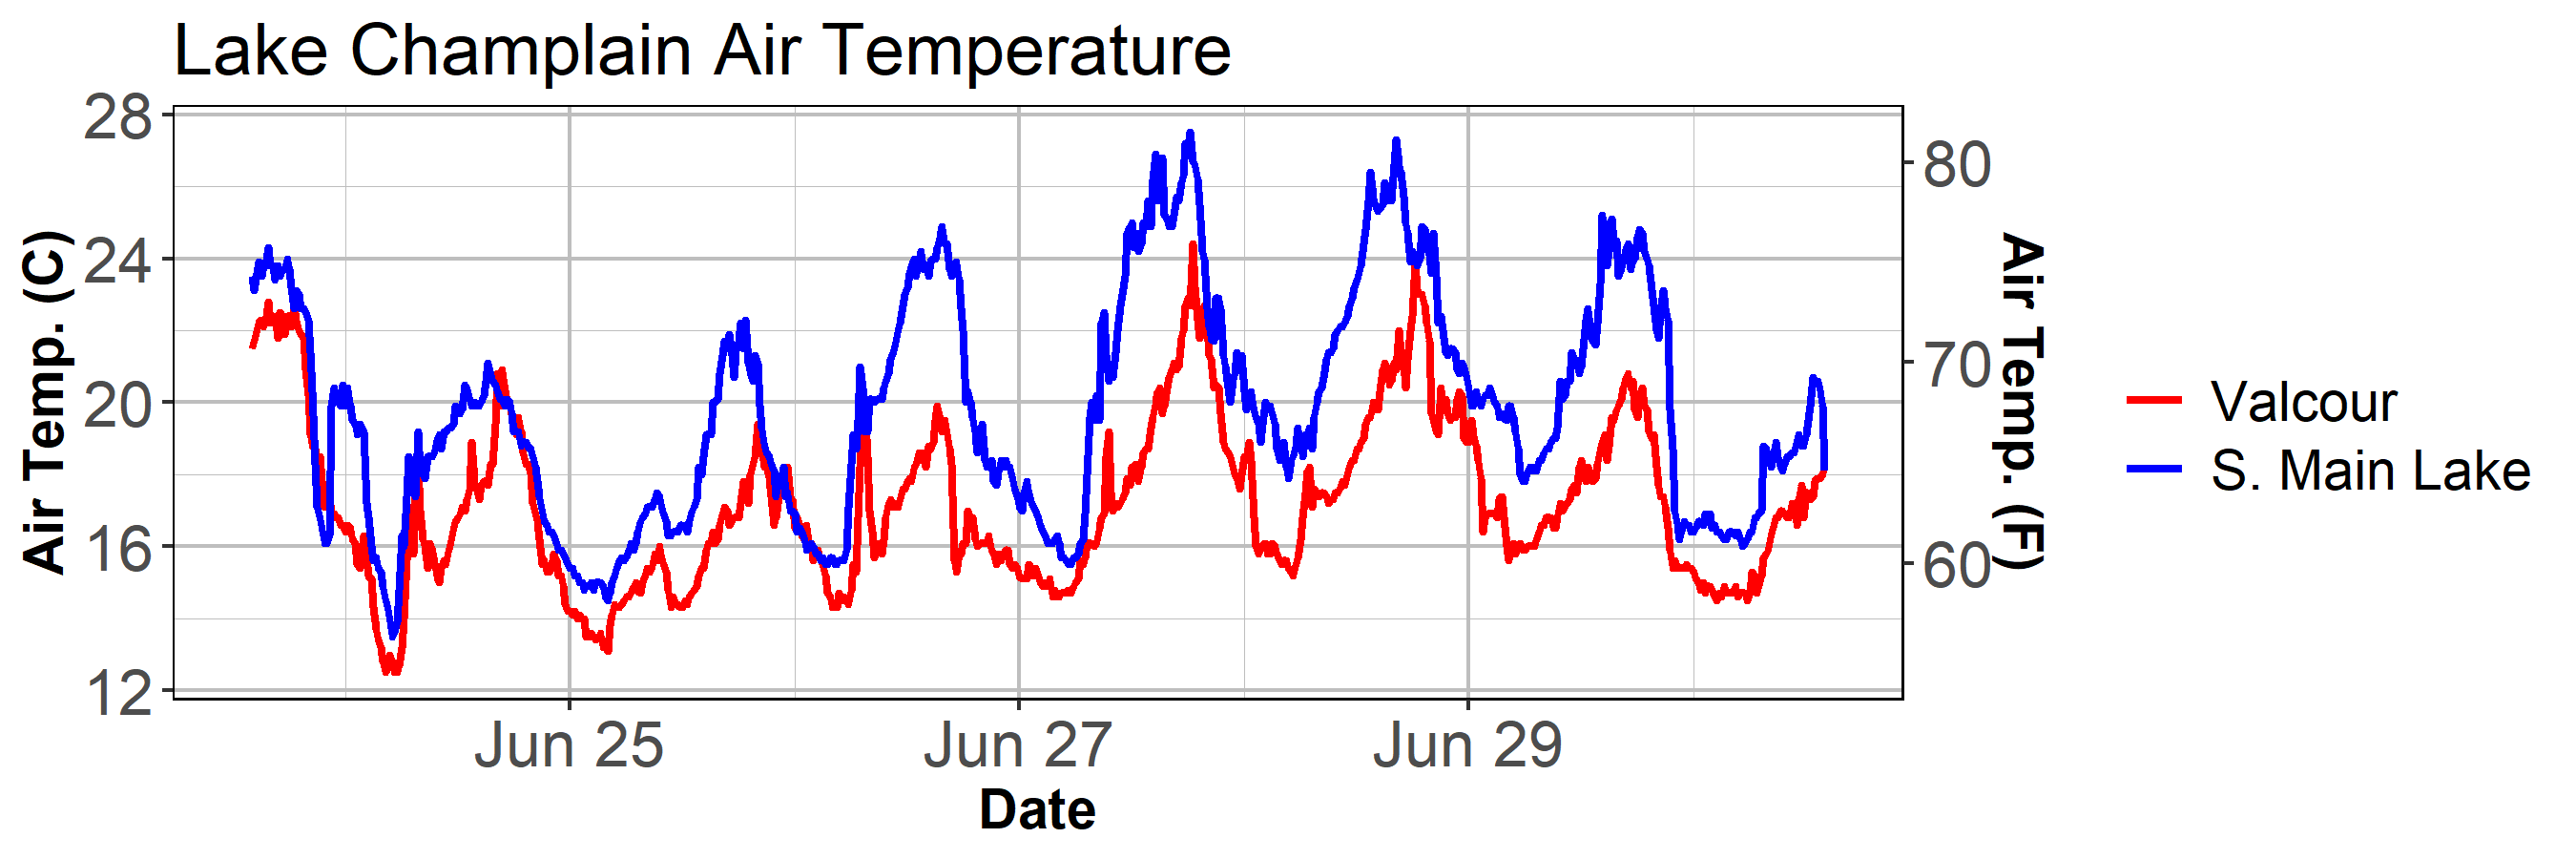 Lake Champlain Air Temperature
28
24
20
16
12
Air Temp. (C)
80
70
60
Air Temp. (F)
Jun 25
Jun 27
Jun 29
Date
Valcour
S. Main Lake